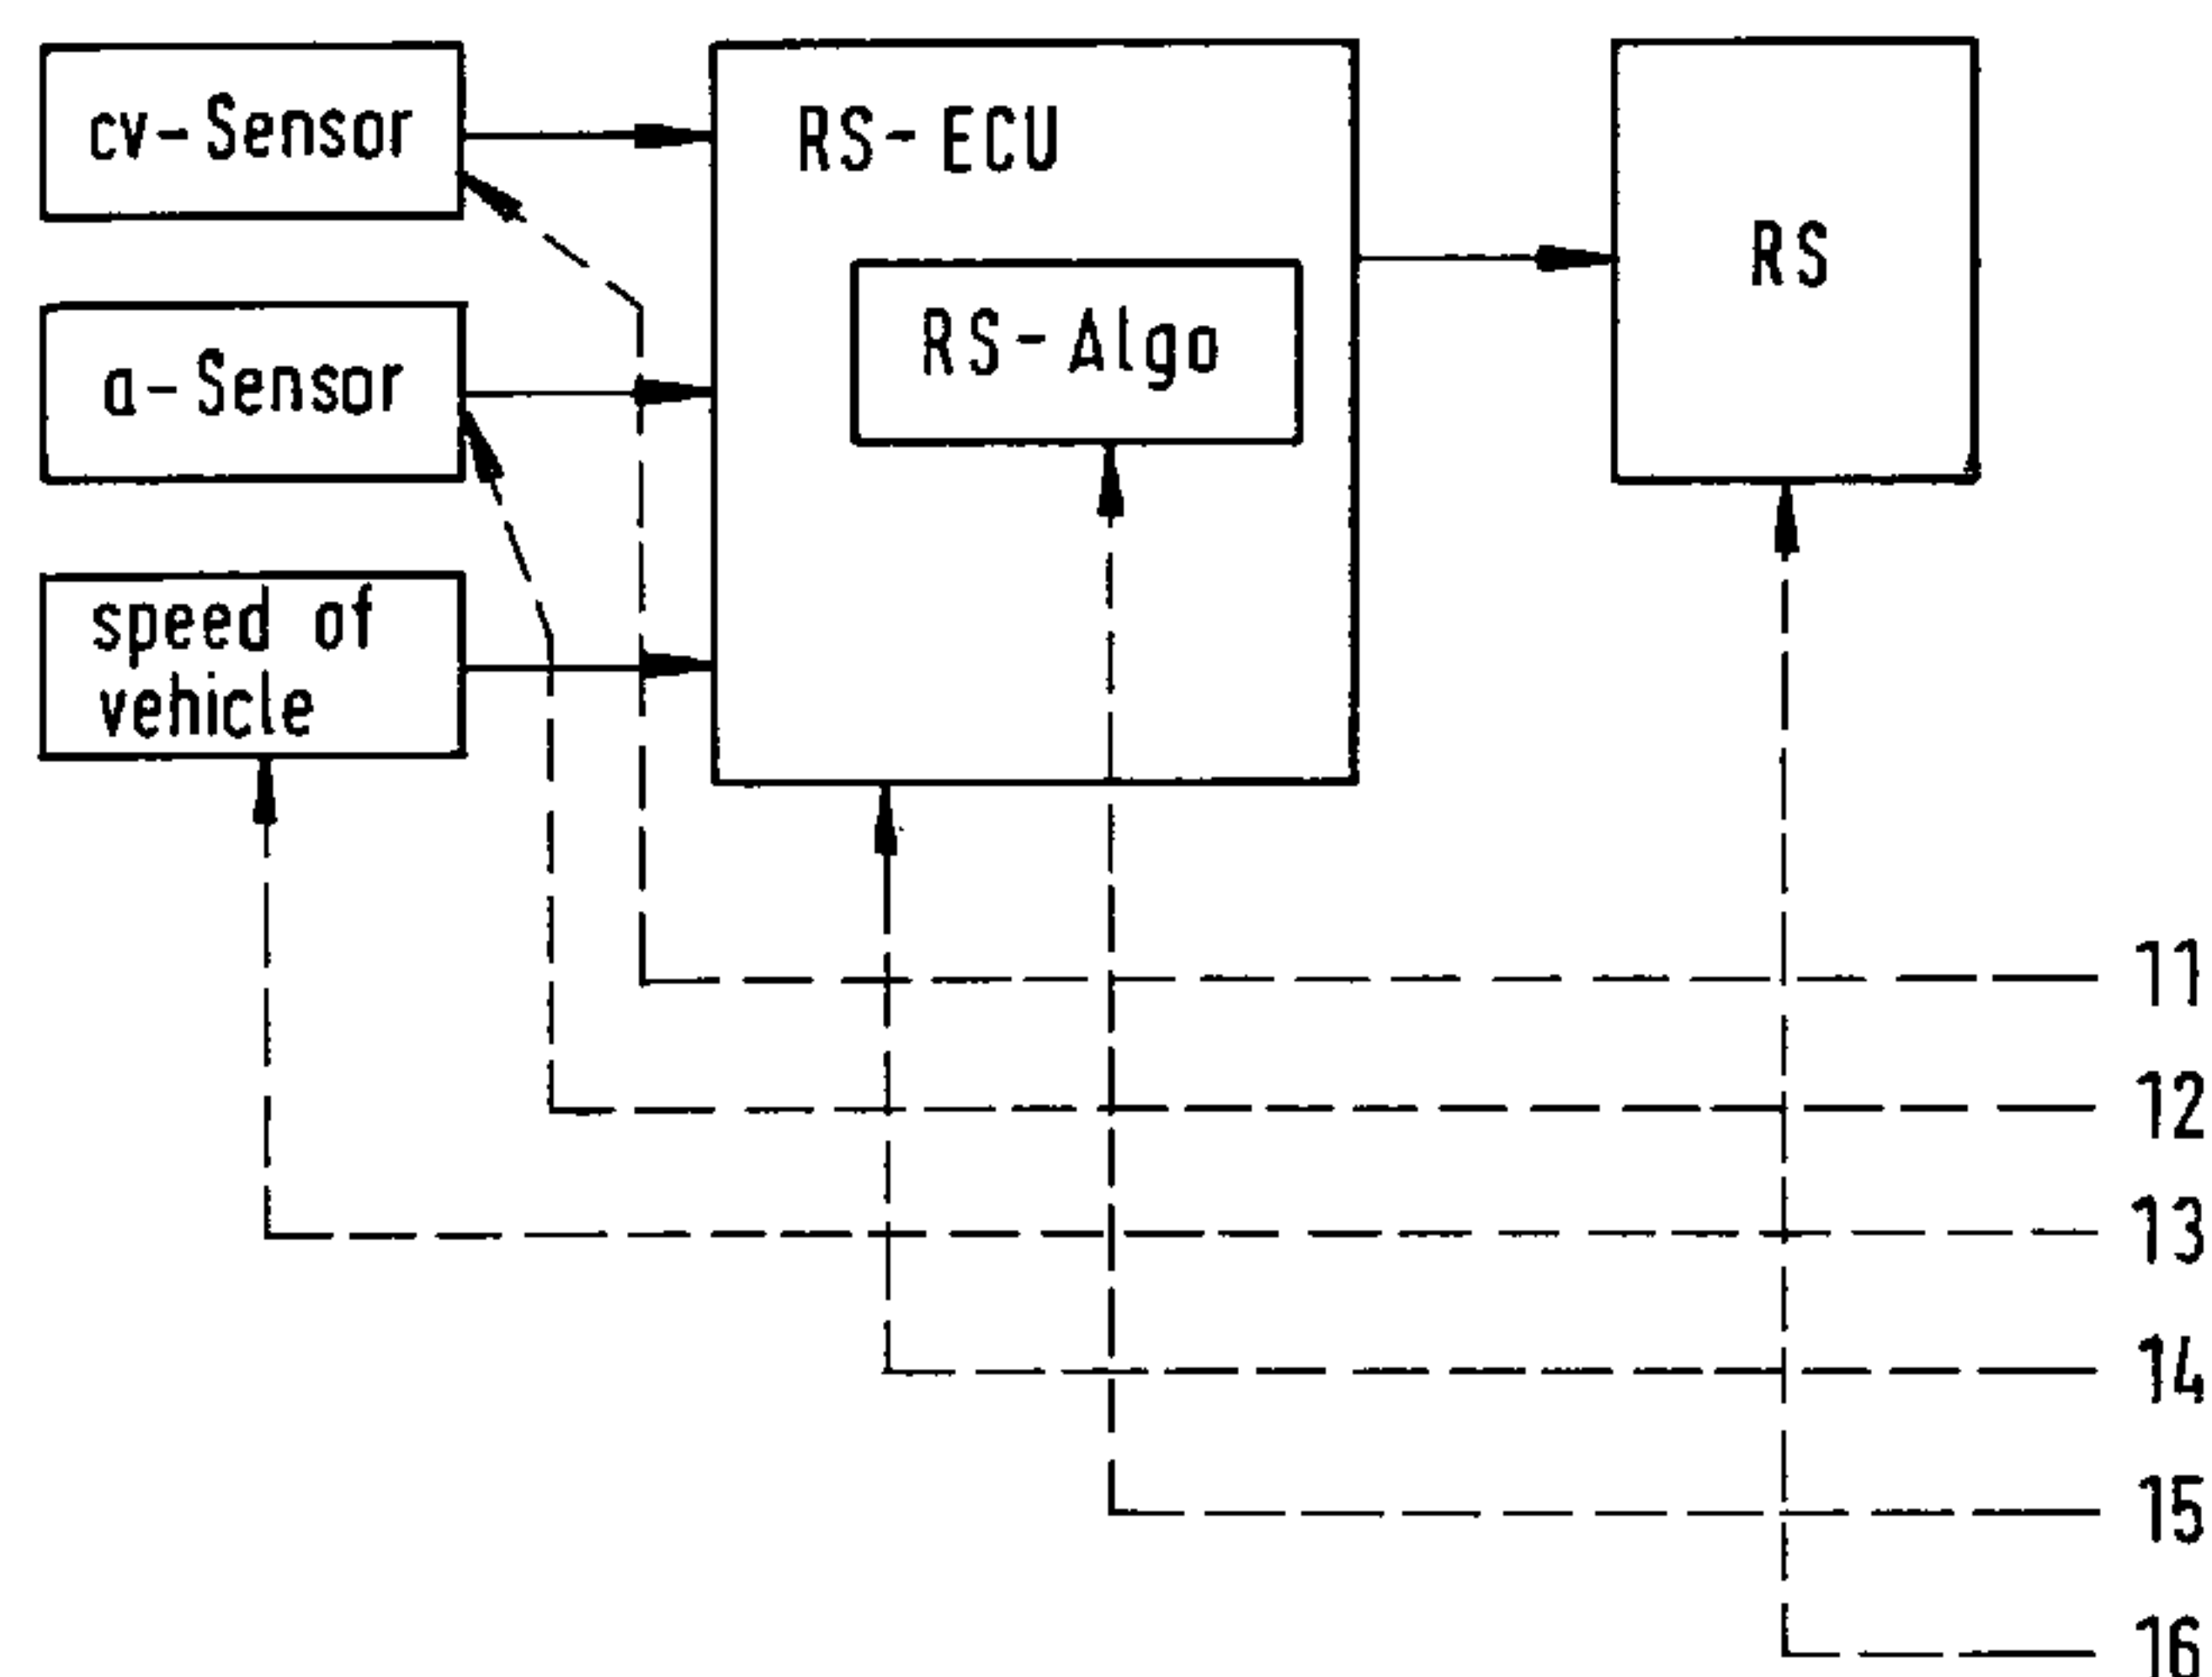 cv-Sensor
RS-ECU
RS
RS-Algo
a-Sensor
speed of
vehicle
11
12
13
14
15
16